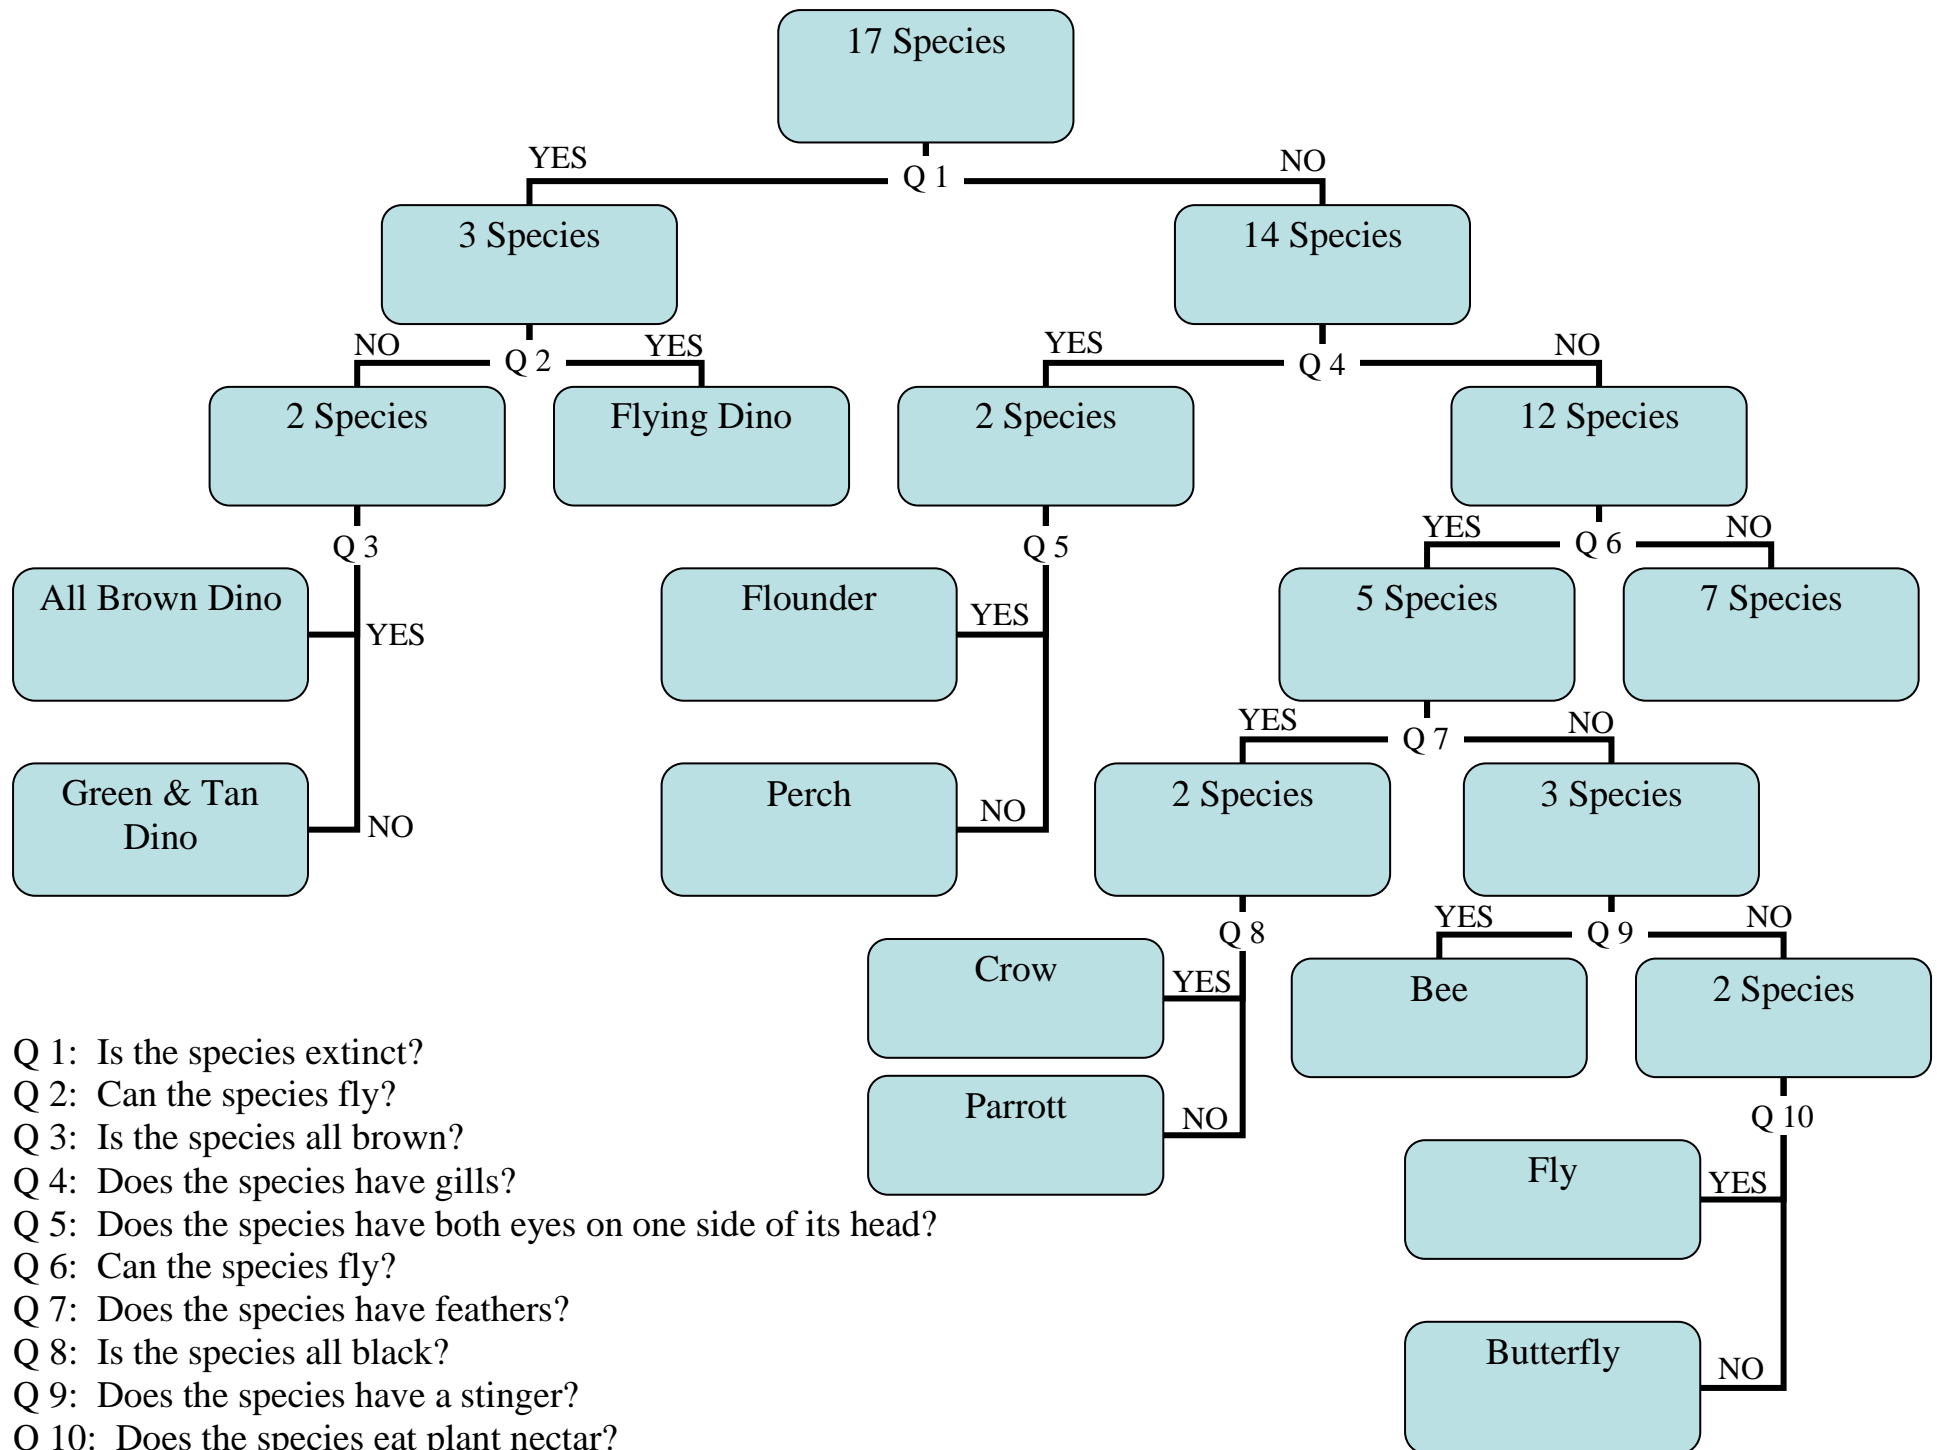 17 Species
YES
Q 1
NO
3 Species
14 Species
NO
Q 2
YES
YES
Q 4
NO
2 Species
Flying Dino
2 Species
12 Species
Q 3
Q 5
YES
Q 6
NO
All Brown Dino
YES
Flounder
YES
5 Species
7 Species
YES
Q 7
NO
Green & Tan
Dino
NO
Perch
NO
2 Species
3 Species
Q 8
YES
Q 9
NO
Crow
YES
Bee
2 Species
Parrott
NO
Q 10
Fly
YES
Butterfly
NO
Q 1:  Is the species extinct?
Q 2:  Can the species fly?
Q 3:  Is the species all brown?
Q 4:  Does the species have gills?
Q 5:  Does the species have both eyes on one side of its head?
Q 6:  Can the species fly?
Q 7:  Does the species have feathers?
Q 8:  Is the species all black?
Q 9:  Does the species have a stinger?
Q 10:  Does the species eat plant nectar?